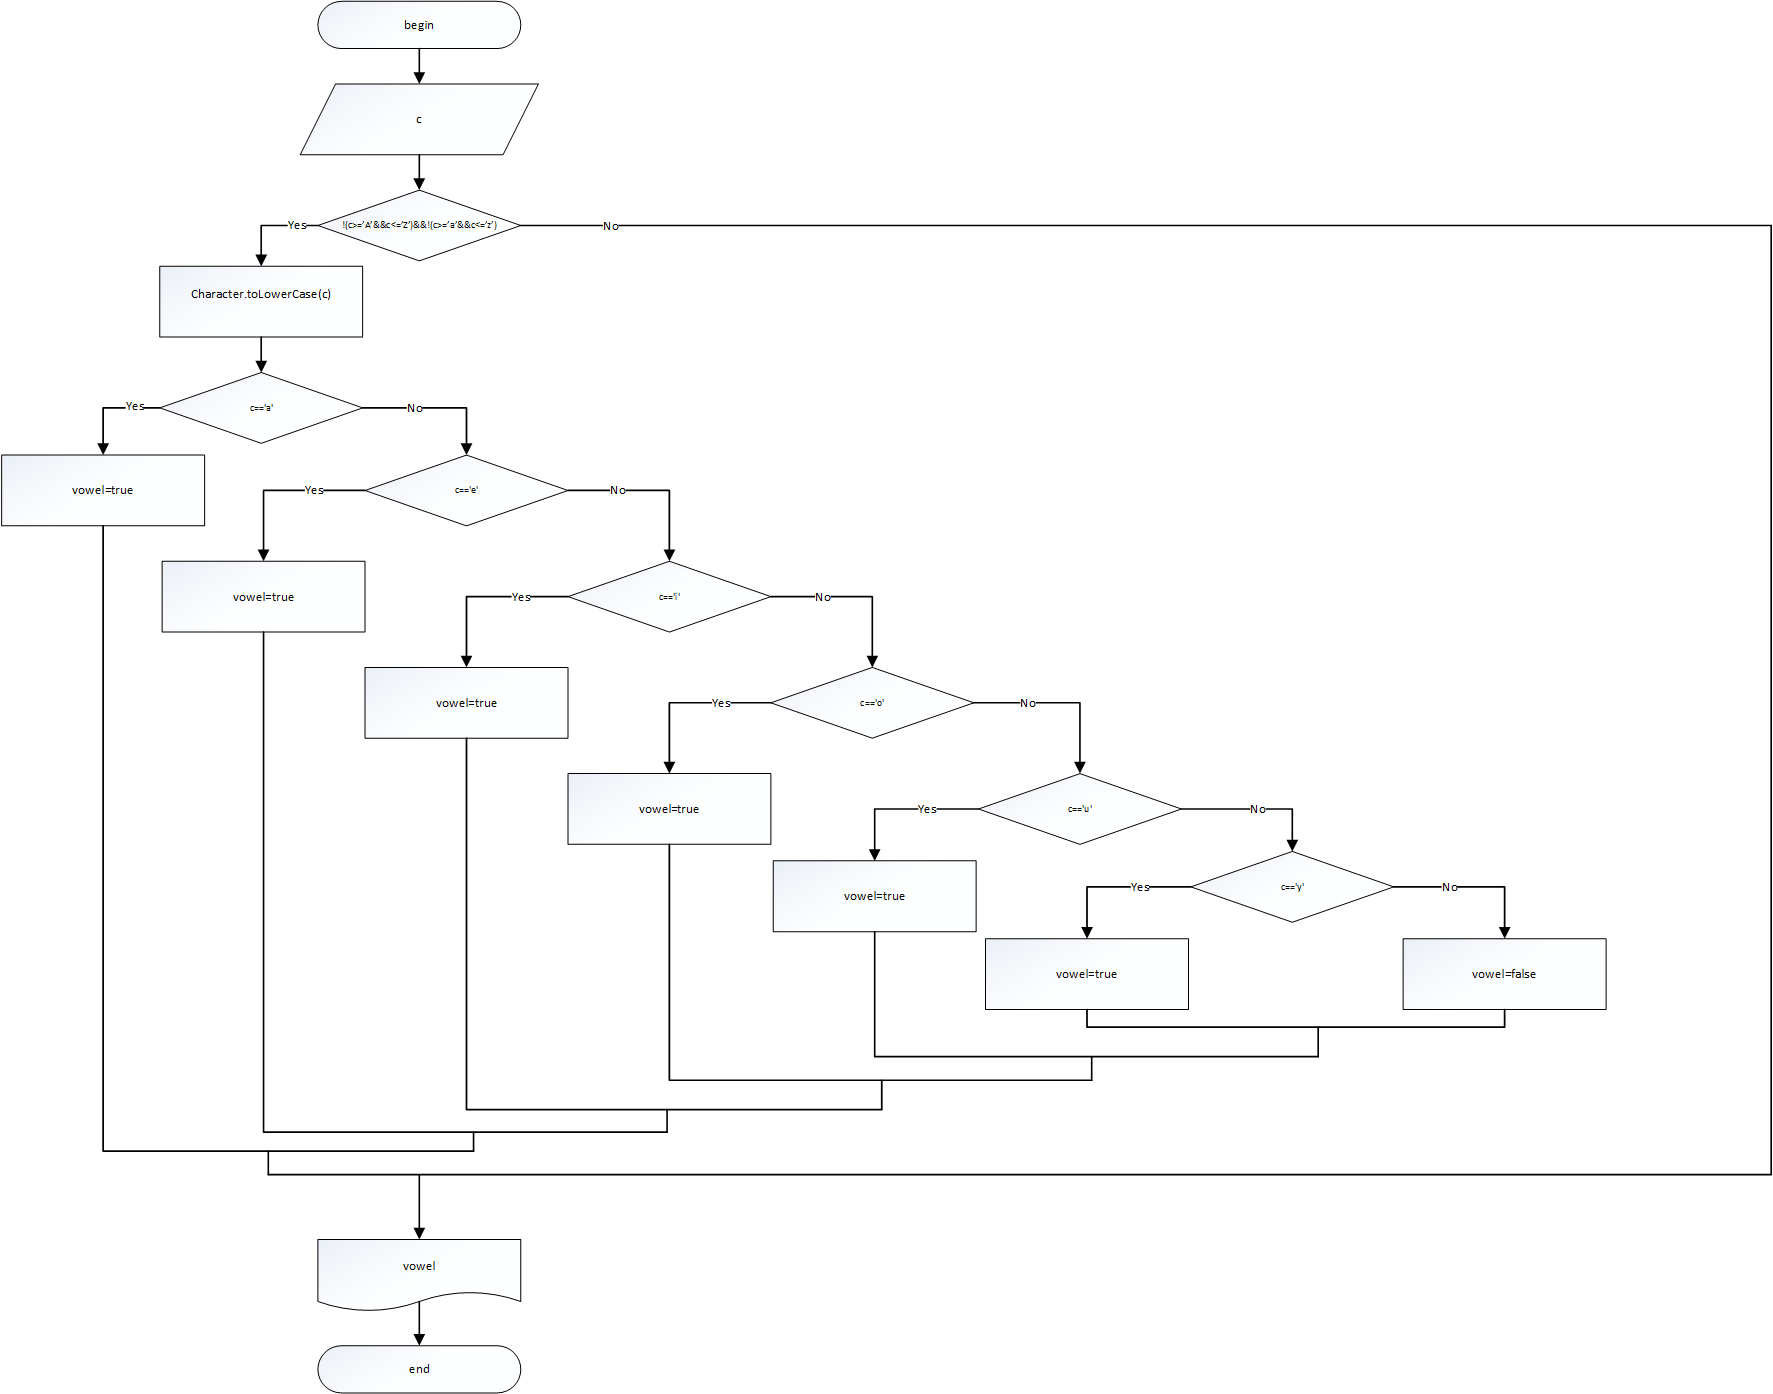 begin
c
!(c>='A'&&c<='Z')&&!(c>='a'&&c<='z')
Yes
No
Character.toLowerCase(c)
c=='a'
Yes
No
vowel=true
c=='e'
Yes
No
vowel=true
c=='i'
Yes
No
vowel=true
c=='o'
Yes
No
vowel=true
c=='u'
Yes
No
vowel=true
c=='y'
Yes
No
vowel=true
vowel=false
vowel
end